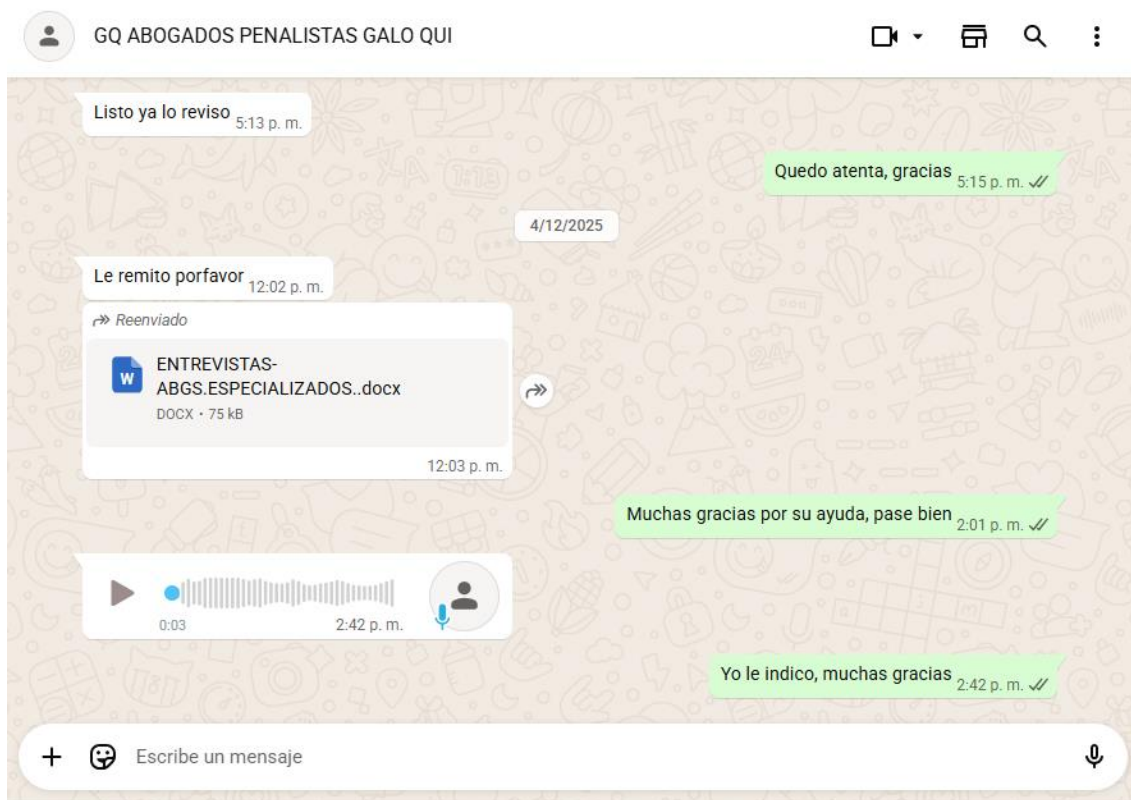 GQ ABOGADOS PENALISTAS GALO QUI
Listo ya lo reviso 5:13 p. m.
Quedo atenta, gracias 5:15 p. m.
4/12/2025
Le remito porfavor 12:02 p. m.
Reenviado
W
ENTREVISTAS-
ABGS.ESPECIALIZADOS..docx
DOCX • 75 kB
12:03 p. m.
Muchas gracias por su ayuda, pase bien 2:01 p. m.
0:03 2:42 p. m.
Yo le indico, muchas gracias 2:42 p. m.
Escribe un mensaje